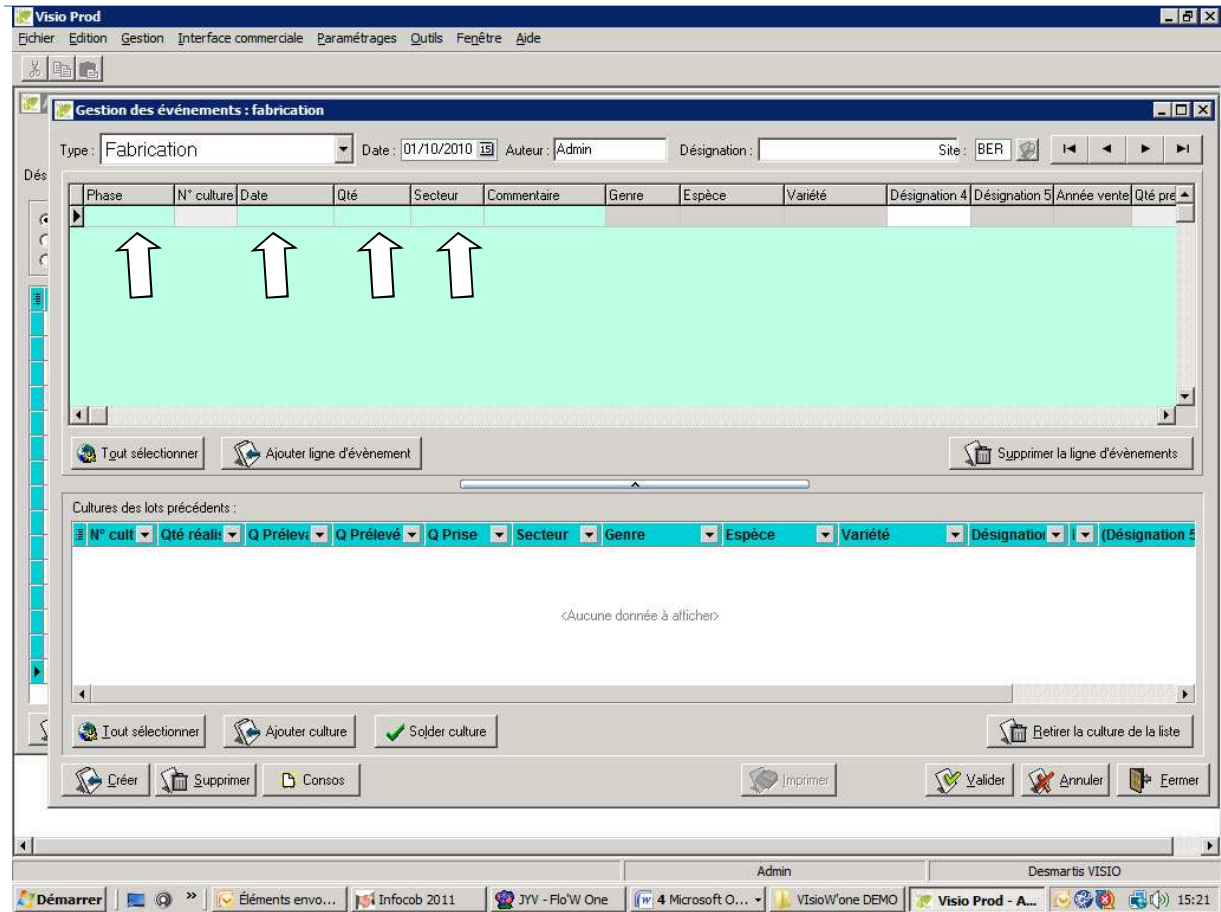 Visio Prod
Fichier Edition Gestion Interface commerciale Paramétrages Outils Fenêtre Aide
Gestion des événements : fabrication
Type : Fabrication Date : 01/10/2010 15 Auteur : Admin Désignation : Site : BER
Dés
Phase N° culture Date Qté Secteur Commentaire Genre Espèce Variété Désignation 4 Désignation 5 Année vente Qté pre
Tout sélectionner Ajouter ligne d'évènement Supprimer la ligne d'évènements
Cultures des lots précédents :
N° cult Qté réalis Q Préleva Q Prélevé Q Prise Secteur Genre Espèce Variété Désignation (Désignation 5
<Aucune donnée à afficher>
Tout sélectionner Ajouter culture Solder culture Retirer la culture de la liste
Créer Supprimer Consos Imprimer Valider Annuler Fermer
Admin Desmartis VISIO
Démarrer » Éléments envo... Infocob 2011 JYV - Flo'W One 4 Microsoft O... VIsioW'one DEMO Visio Prod - A... 15:21